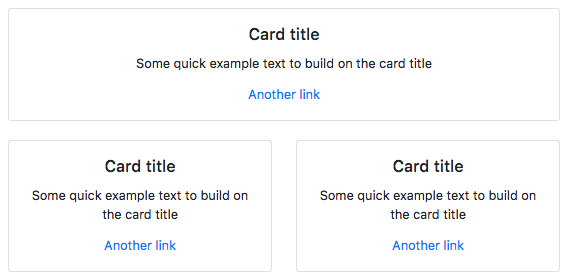 Card title
Some quick example text to build on the card title
Another link
Card title
Some quick example text to build on
the card title
Another link
Card title
Some quick example text to build on
the card title
Another link